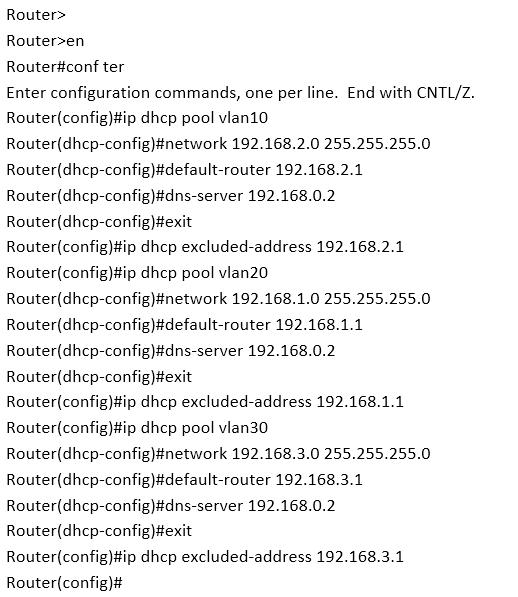 Router>
Router>en
Router#conf ter
Enter configuration commands, one per line.  End with CNTL/Z.
Router(config)#ip dhcp pool vlan10
Router(dhcp-config)#network 192.168.2.0 255.255.255.0
Router(dhcp-config)#default-router 192.168.2.1
Router(dhcp-config)#dns-server 192.168.0.2
Router(dhcp-config)#exit
Router(config)#ip dhcp excluded-address 192.168.2.1
Router(config)#ip dhcp pool vlan20
Router(dhcp-config)#network 192.168.1.0 255.255.255.0
Router(dhcp-config)#default-router 192.168.1.1
Router(dhcp-config)#dns-server 192.168.0.2
Router(dhcp-config)#exit
Router(config)#ip dhcp excluded-address 192.168.1.1
Router(config)#ip dhcp pool vlan30
Router(dhcp-config)#network 192.168.3.0 255.255.255.0
Router(dhcp-config)#default-router 192.168.3.1
Router(dhcp-config)#dns-server 192.168.0.2
Router(dhcp-config)#exit
Router(config)#ip dhcp excluded-address 192.168.3.1
Router(config)#